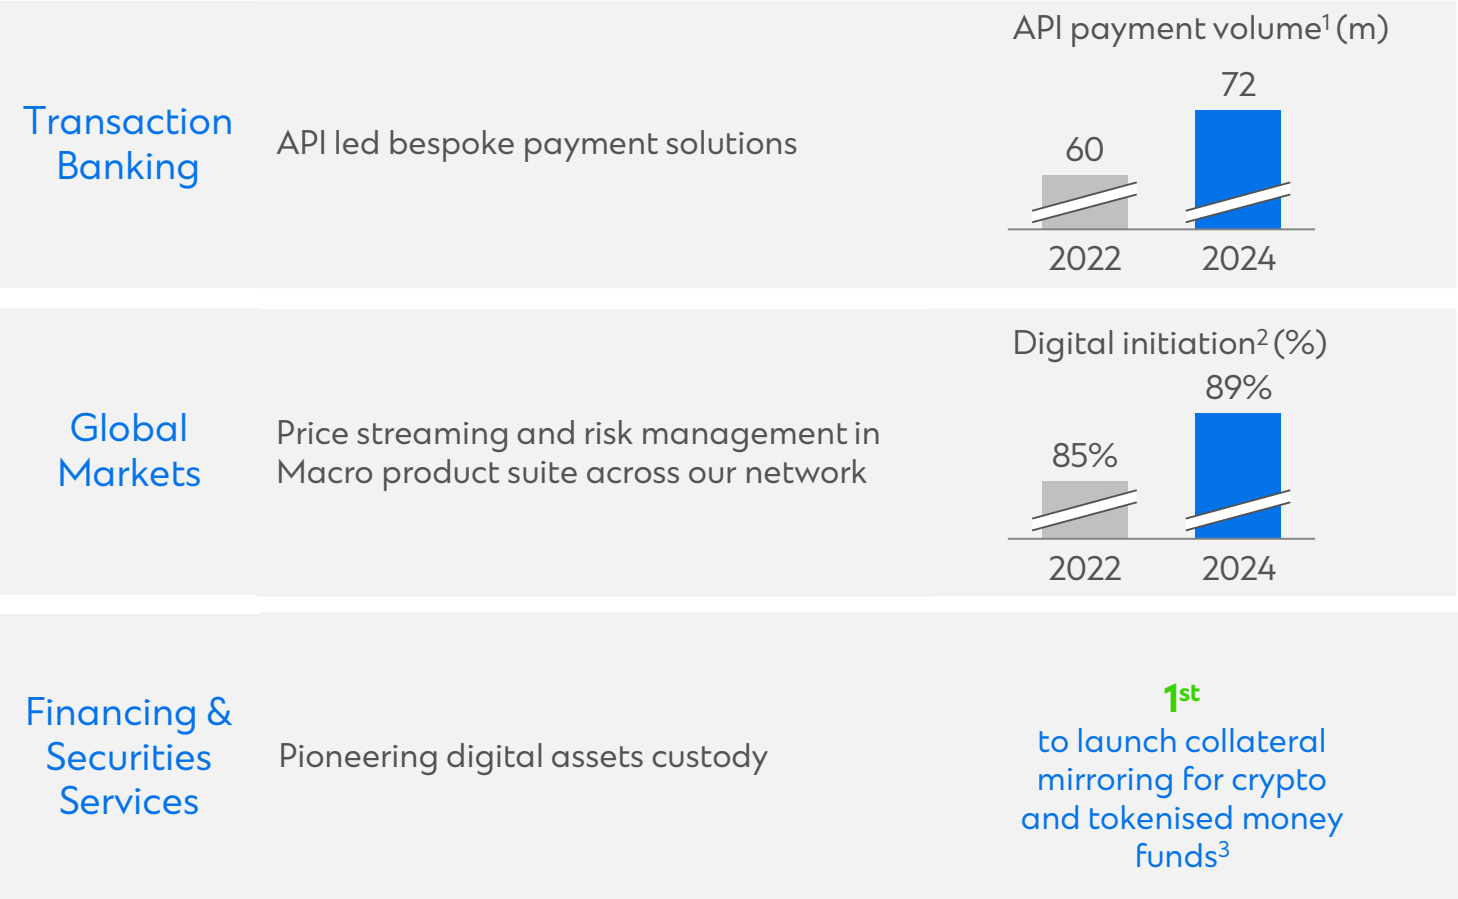 Transaction
Banking
API led bespoke payment solutions
API payment volume¹ (m)
72
60
2022
2024
Global
Markets
Price streaming and risk management in
Macro product suite across our network
Digital initiation² (%)
89%
85%
2022
2024
Financing &
Securities
Services
Pioneering digital assets custody
1st
to launch collateral
mirroring for crypto
and tokenised money
funds³